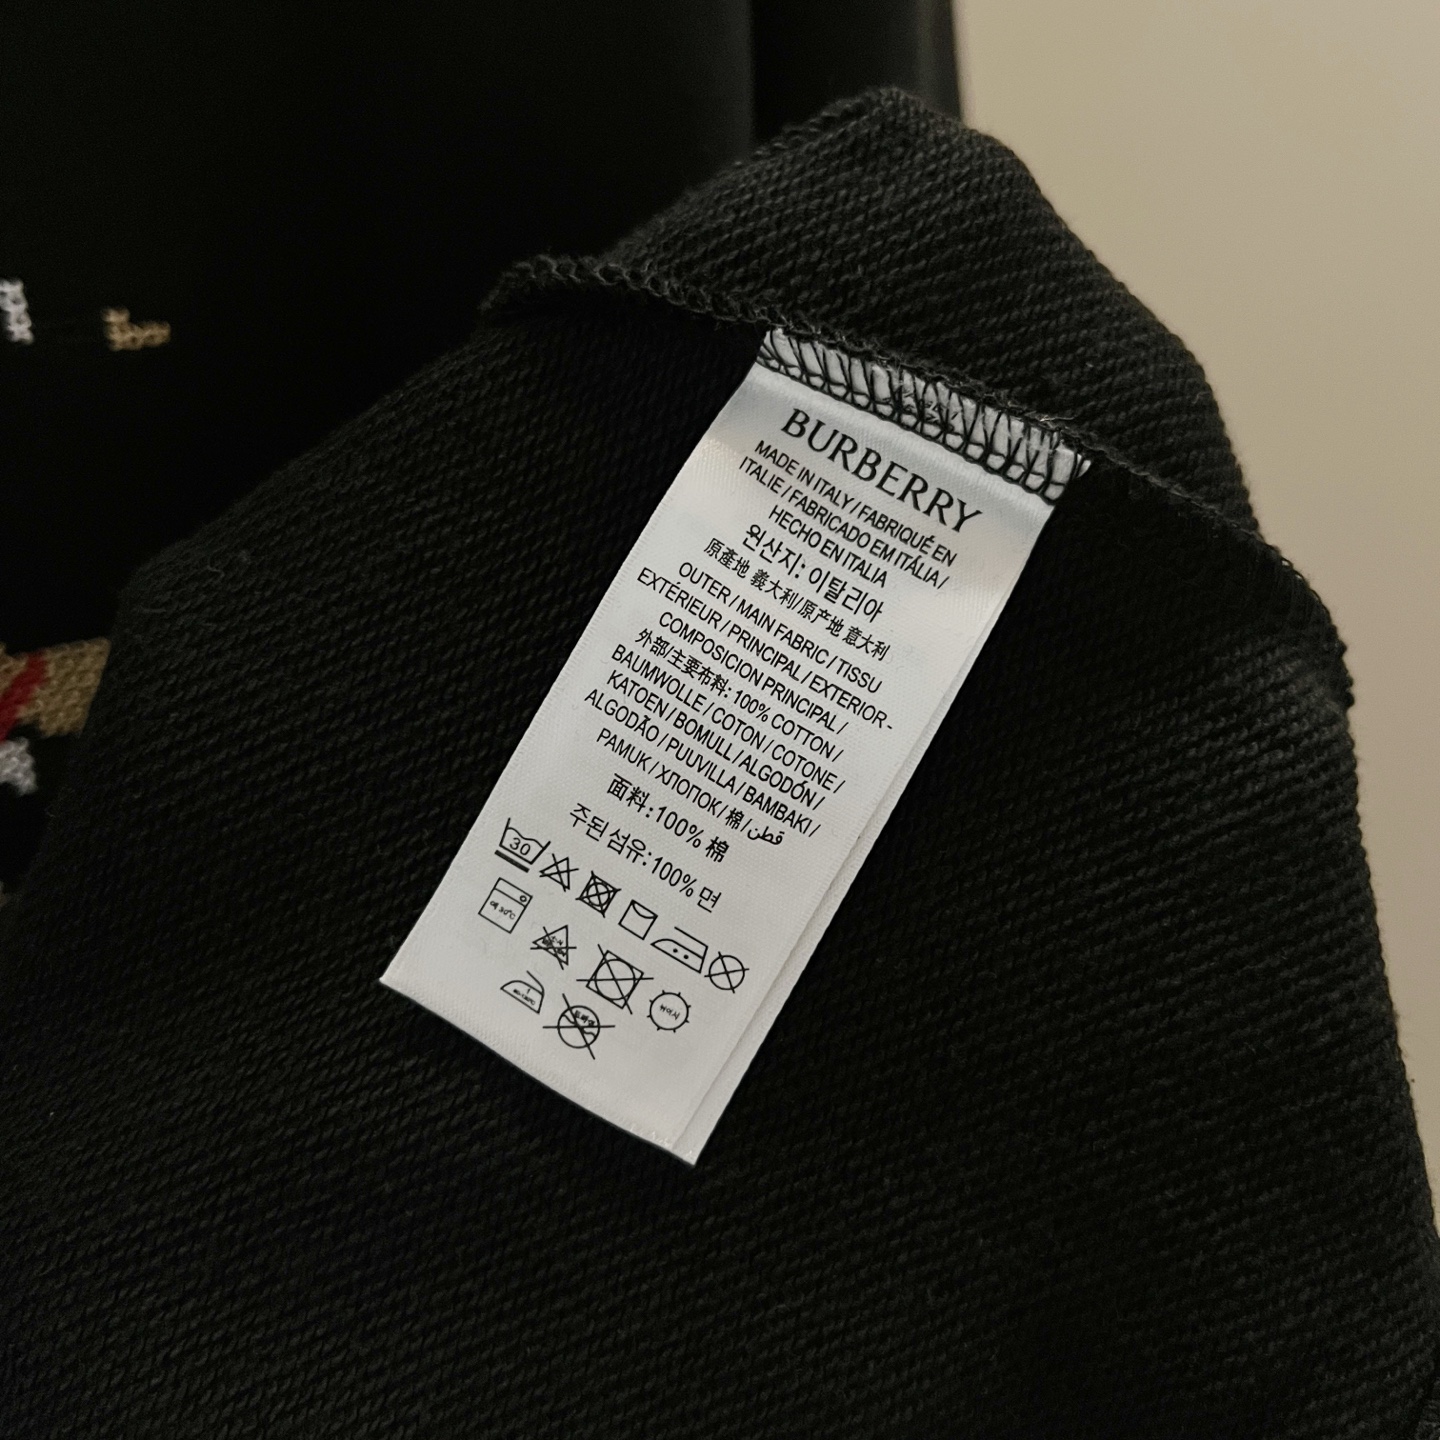 BURBERRY
MADE IN ITALY / FABRIQUÉ EN
ITALIE / FABRICADO EM ITÁLIA /
HECHO EN ITALIA
원산지: 이탈리아
原產地 義大利/原产地 意大利
OUTER / MAIN FABRIC / TISSU
EXTÉRIEUR / PRINCIPAL / EXTERIOR-
COMPOSICION PRINCIPAL /
外部/主要布料: 100% COTTON /
BAUMWOLLE / COTON / COTONE /
KATOEN / BOMULL / ALGODÓN /
ALGODÃO / PUUVILLA / BAMBAKI /
PAMUK / ХЛОПОК / 棉 / قطن
面料:100% 棉
주된 섬유:100% 면
30